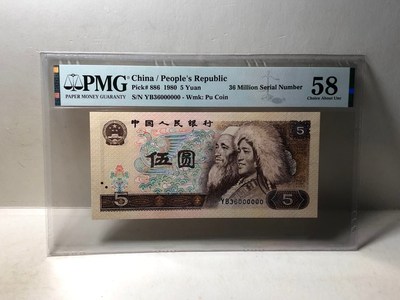 PMG
PAPER MONEY GUARANTY
China / People's Republic
Pick# 886 1980 5 Yuan
36 Million Serial Number
S/N YB36000000 - Wmk: Pu Coin
58
Choice About Unc
中国人民银行
5
伍圆
YB36000000
5
5